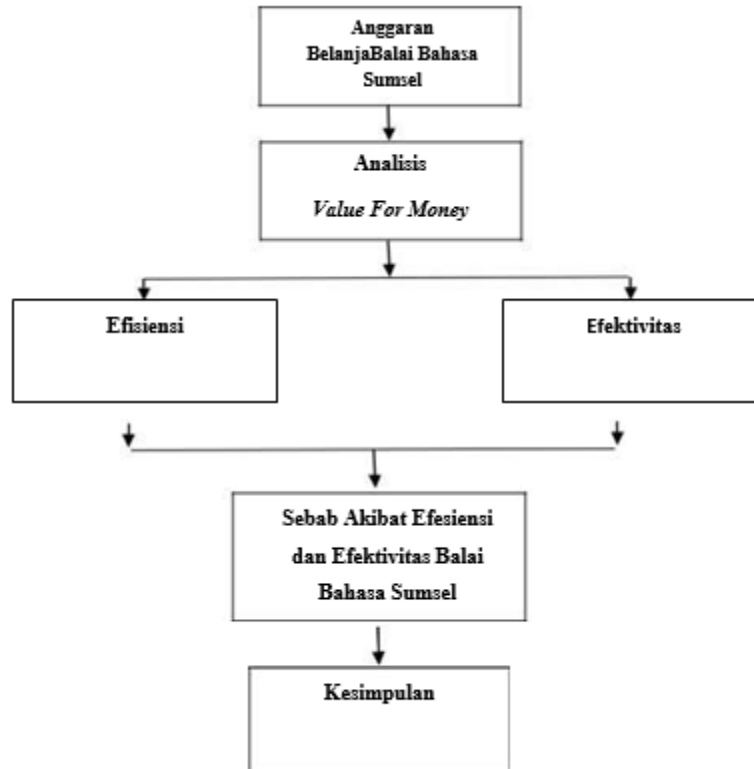 Anggaran
BelanjaBalai Bahasa
Sumsel
Analisis
Value For Money
Efisiensi
Efektivitas
Sebab Akibat Efesiensi
dan Efektivitas Balai
Bahasa Sumsel
Kesimpulan